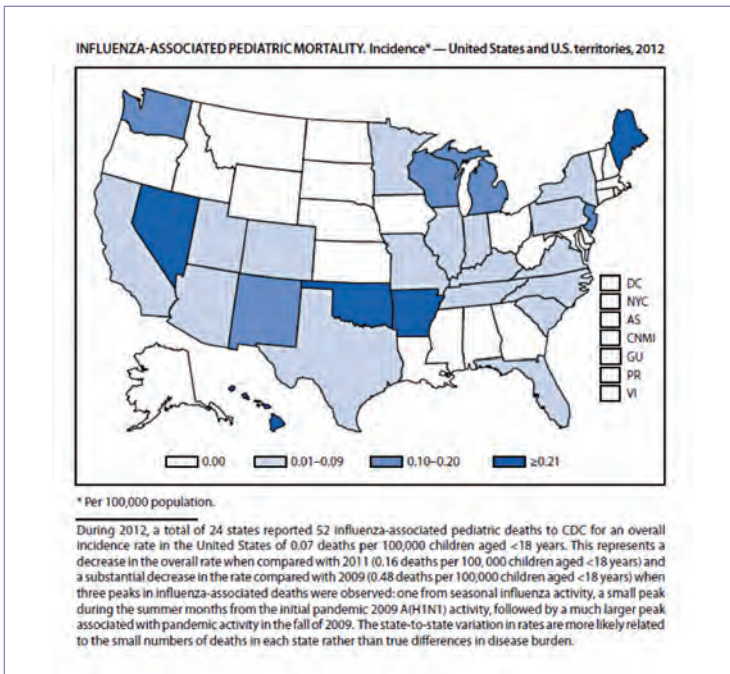 INFLUENZA-ASSOCIATED PEDIATRIC MORTALITY. Incidence* — United States and U.S. territories, 2012
DC
NYC
AS
CNMI
GU
PR
VI
0.00 0.01–0.09 0.10–0.20 ≥0.21
* Per 100,000 population.
During 2012, a total of 24 states reported 52 influenza-associated pediatric deaths to CDC for an overall
incidence rate in the United States of 0.07 deaths per 100,000 children aged <18 years. This represents a
decrease in the overall rate when compared with 2011 (0.16 deaths per 100, 000 children aged <18 years) and
a substantial decrease in the rate compared with 2009 (0.48 deaths per 100,000 children aged <18 years) when
three peaks in influenza-associated deaths were observed: one from seasonal influenza activity, a small peak
during the summer months from the initial pandemic 2009 A(H1N1) activity, followed by a much larger peak
associated with pandemic activity in the fall of 2009. The state-to-state variation in rates are more likely related
to the small numbers of deaths in each state rather than true differences in disease burden.